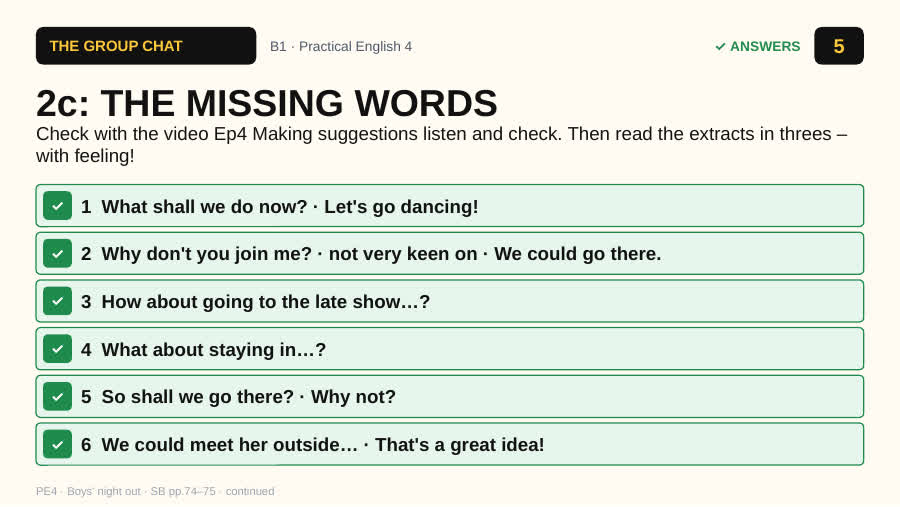 THE GROUP CHAT
B1 · Practical English 4
✓ ANSWERS
5
2c: THE MISSING WORDS
Check with the video Ep4 Making suggestions listen and check. Then read the extracts in threes –
with feeling!
1 What shall we do now? · Let's go dancing!
2 Why don't you join me? · not very keen on · We could go there.
3 How about going to the late show…?
4 What about staying in…?
5 So shall we go there? · Why not?
6 We could meet her outside… · That's a great idea!
PE4 · Boys' night out · SB pp.74–75 · continued